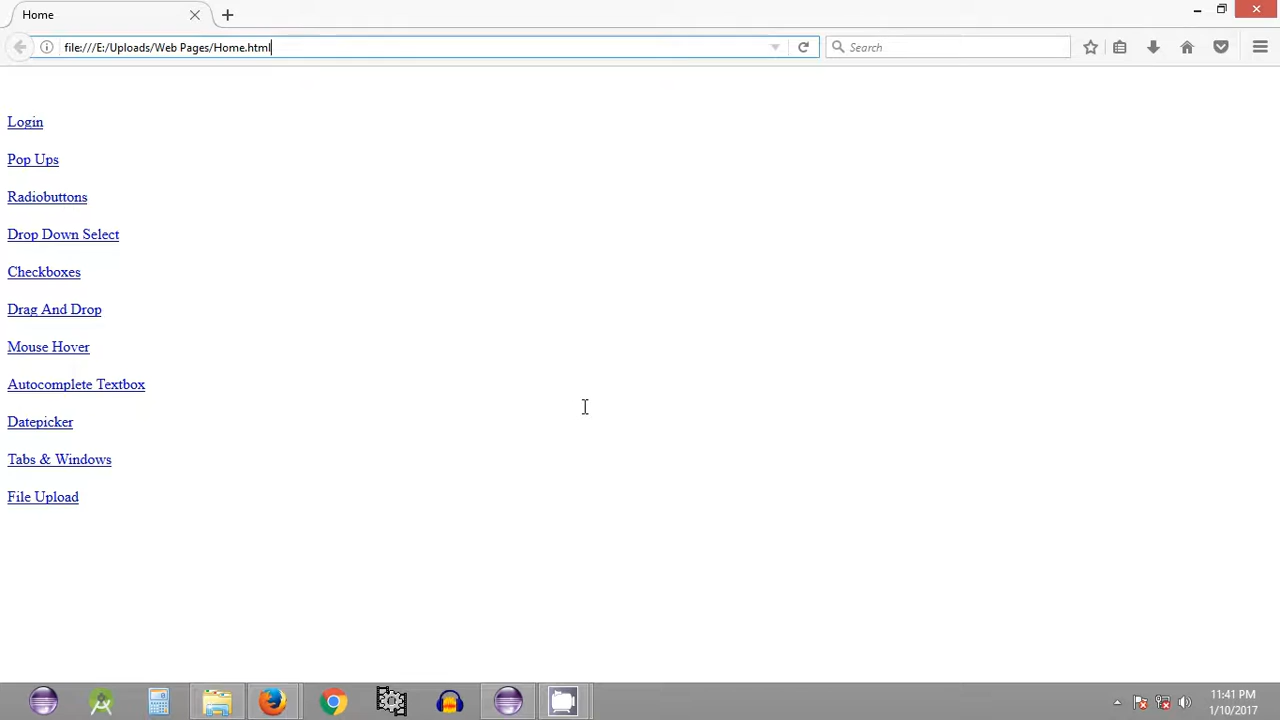 Home
file:///E:/Uploads/Web Pages/Home.html
Search
Login
Pop Ups
Radiobuttons
Drop Down Select
Checkboxes
Drag And Drop
Mouse Hover
Autocomplete Textbox
Datepicker
Tabs & Windows
File Upload
11:41 PM
1/10/2017